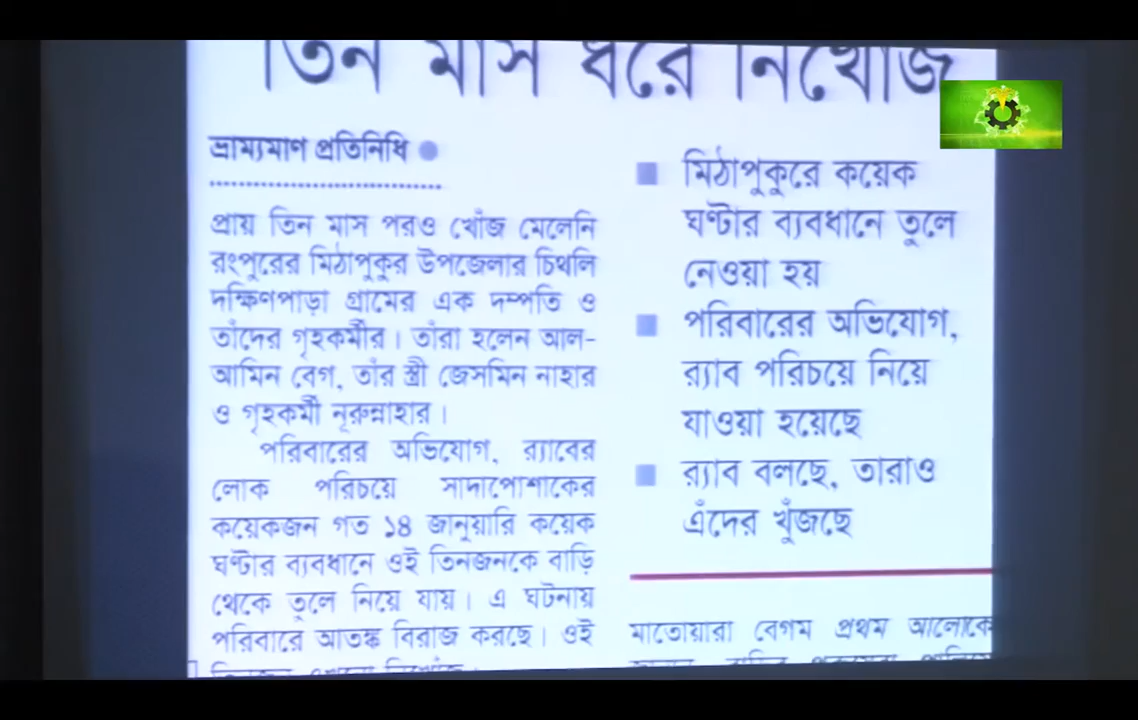 তিন মাস ধরে নিখোঁজ
ভ্রাম্যমাণ প্রতিনিধি ●
প্রায় তিন মাস পরও খোঁজ মেলেনি
রংপুরের মিঠাপুকুর উপজেলার চিথলি
দক্ষিণপাড়া গ্রামের এক দম্পতি ও
তাঁদের গৃহকর্মীর। তাঁরা হলেন আল-
আমিন বেগ, তাঁর স্ত্রী জেসমিন নাহার
ও গৃহকর্মী নূরুন্নাহার।
পরিবারের অভিযোগ, র‍্যাবের
লোক পরিচয়ে সাদাপোশাকের
কয়েকজন গত ১৪ জানুয়ারি কয়েক
ঘণ্টার ব্যবধানে ওই তিনজনকে বাড়ি
থেকে তুলে নিয়ে যায়। এ ঘটনায়
পরিবারে আতঙ্ক বিরাজ করছে। ওই
■ মিঠাপুকুরে কয়েক
ঘণ্টার ব্যবধানে তুলে
নেওয়া হয়
■ পরিবারের অভিযোগ,
র‍্যাব পরিচয়ে নিয়ে
যাওয়া হয়েছে
■ র‍্যাব বলছে, তারাও
এঁদের খুঁজছে
মাতোয়ারা বেগম প্রথম আলোকে